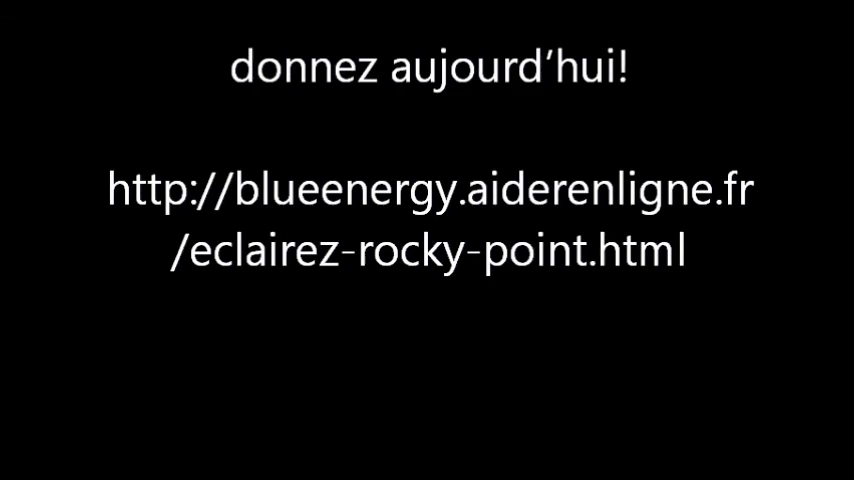 donnez aujourd’hui!
http://blueenergy.aiderenligne.fr
/eclairez-rocky-point.html